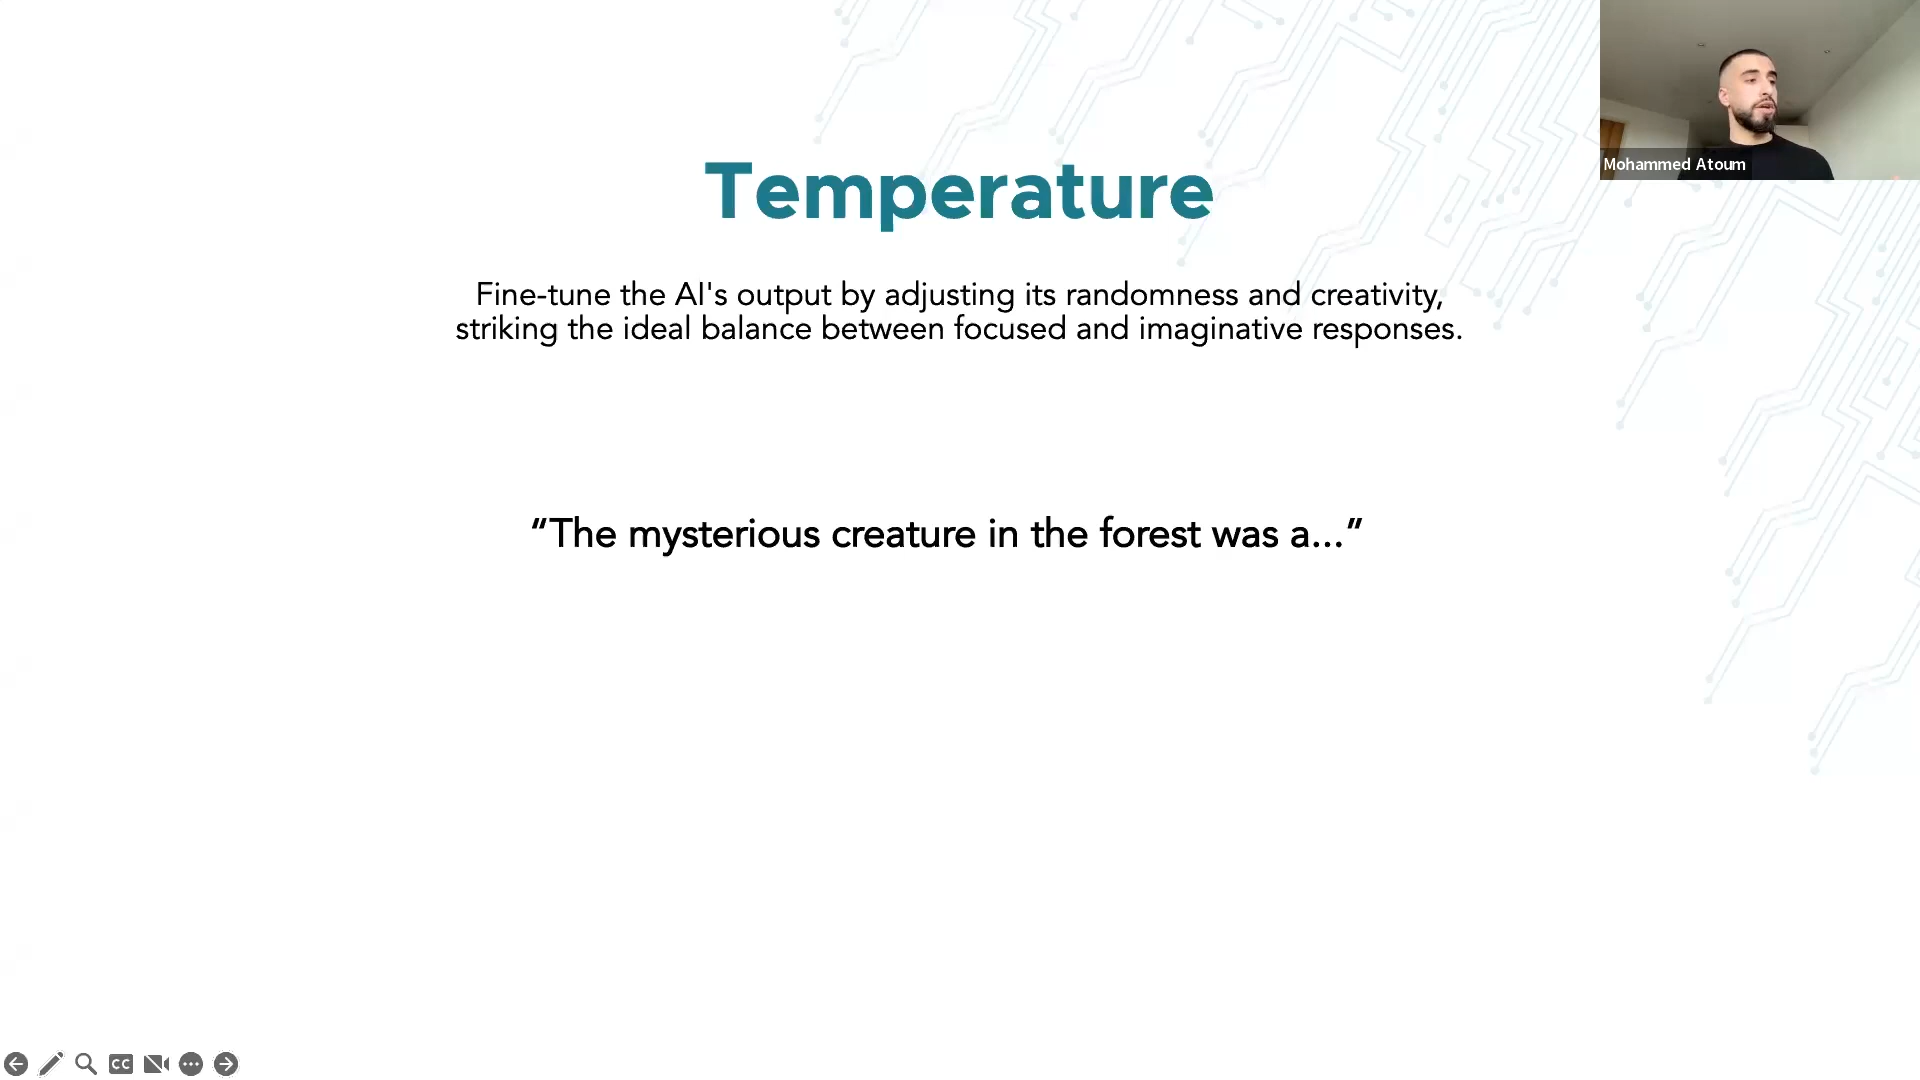 Temperature
Fine-tune the AI's output by adjusting its randomness and creativity,
striking the ideal balance between focused and imaginative responses.
“The mysterious creature in the forest was a...”
Mohammed Atoum
CC